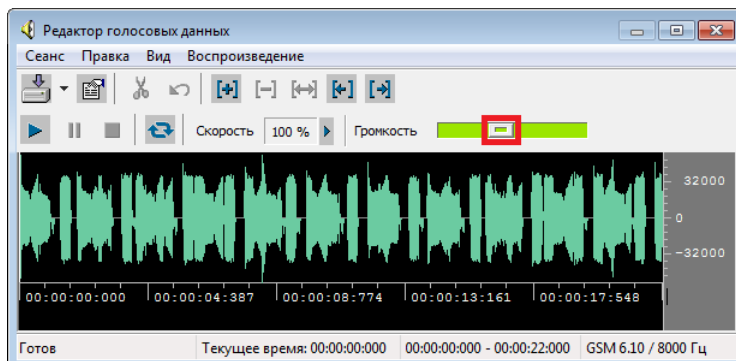 Редактор голосовых данных
Сеанс Правка Вид Воспроизведение
Скорость 100 % Громкость
32000
0
-32000
00:00:00:000 00:00:04:387 00:00:08:774 00:00:13:161 00:00:17:548
Готов Текущее время: 00:00:00:000 00:00:00:000 - 00:00:22:000 GSM 6.10 / 8000 Гц